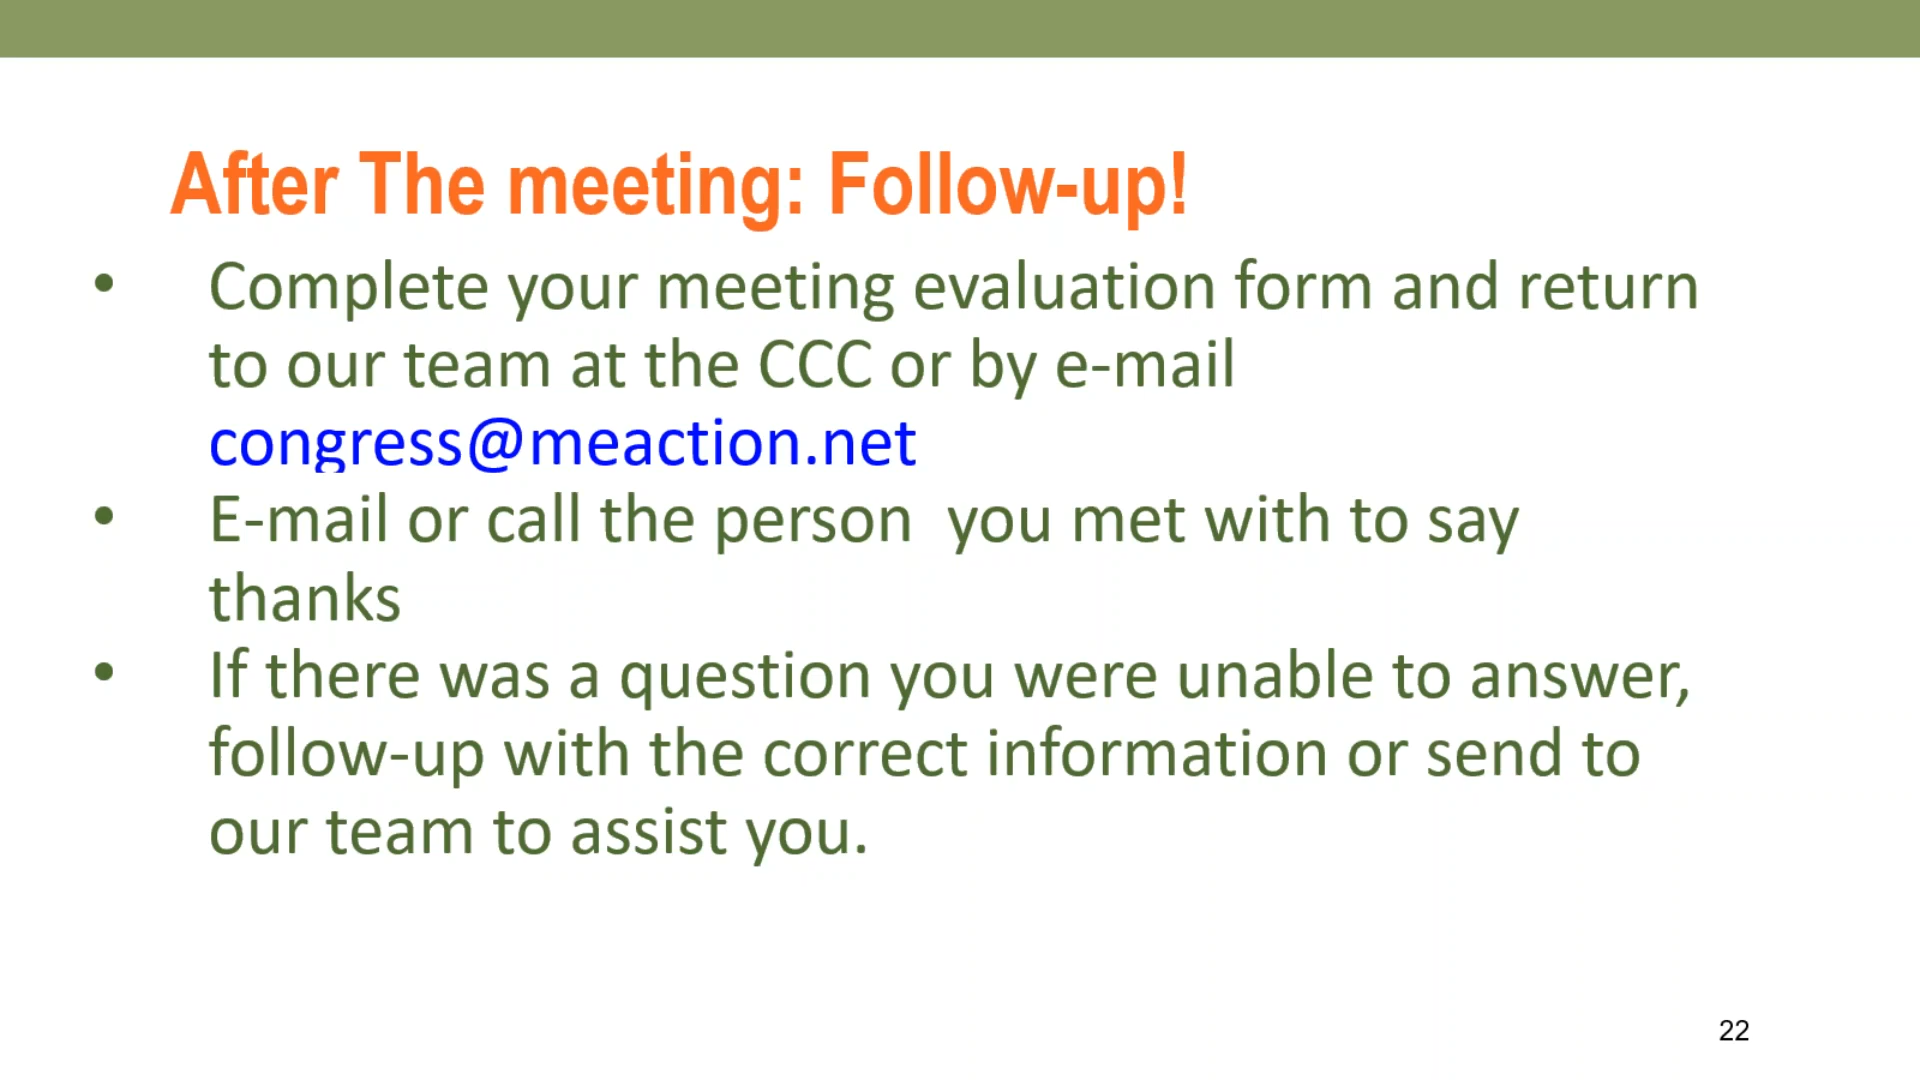 After The meeting: Follow-up!
• Complete your meeting evaluation form and return
to our team at the CCC or by e-mail
congress@meaction.net
• E-mail or call the person  you met with to say
thanks
• If there was a question you were unable to answer,
follow-up with the correct information or send to
our team to assist you.
22